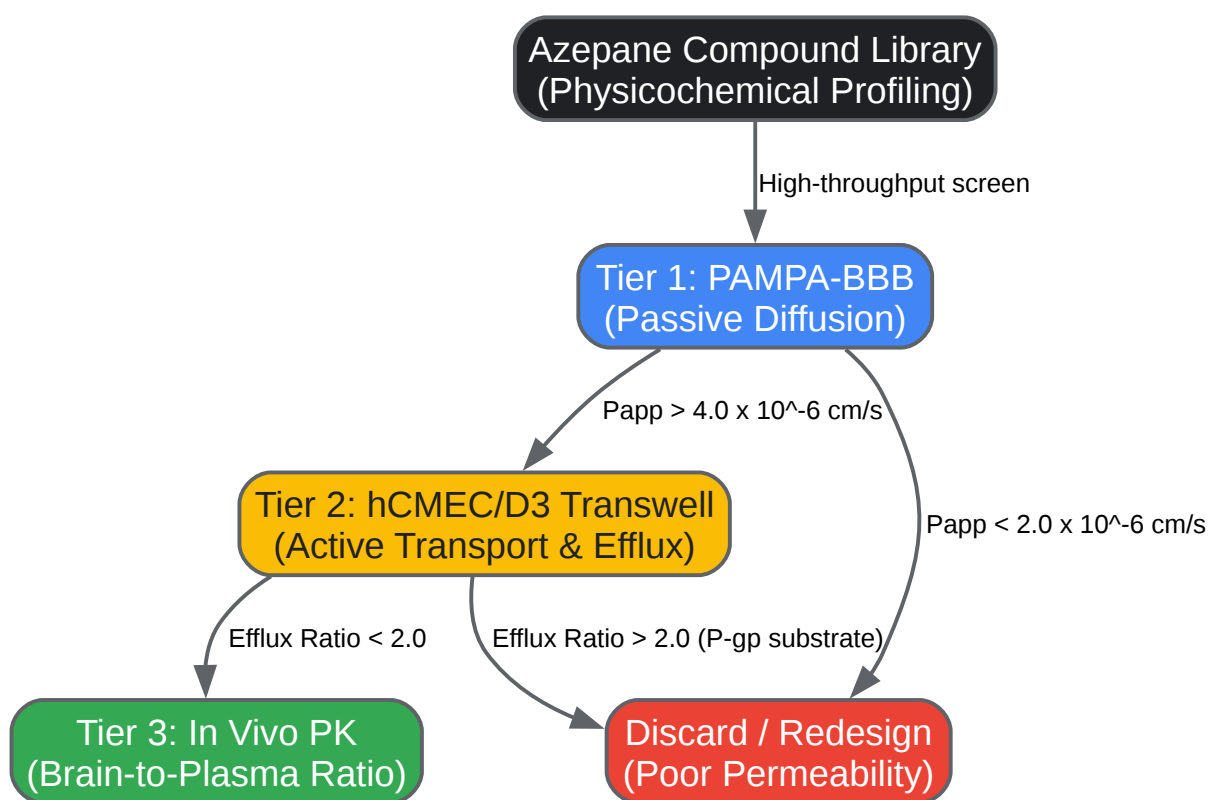 Azepane Compound Library
(Physicochemical Profiling)
High-throughput screen
Tier 1: PAMPA-BBB
(Passive Diffusion)
Papp > 4.0 x 10^-6 cm/s
Tier 2: hCMEC/D3 Transwell
(Active Transport & Efflux)
Papp < 2.0 x 10^-6 cm/s
Efflux Ratio < 2.0
Efflux Ratio > 2.0 (P-gp substrate)
Tier 3: In Vivo PK
(Brain-to-Plasma Ratio)
Discard / Redesign
(Poor Permeability)